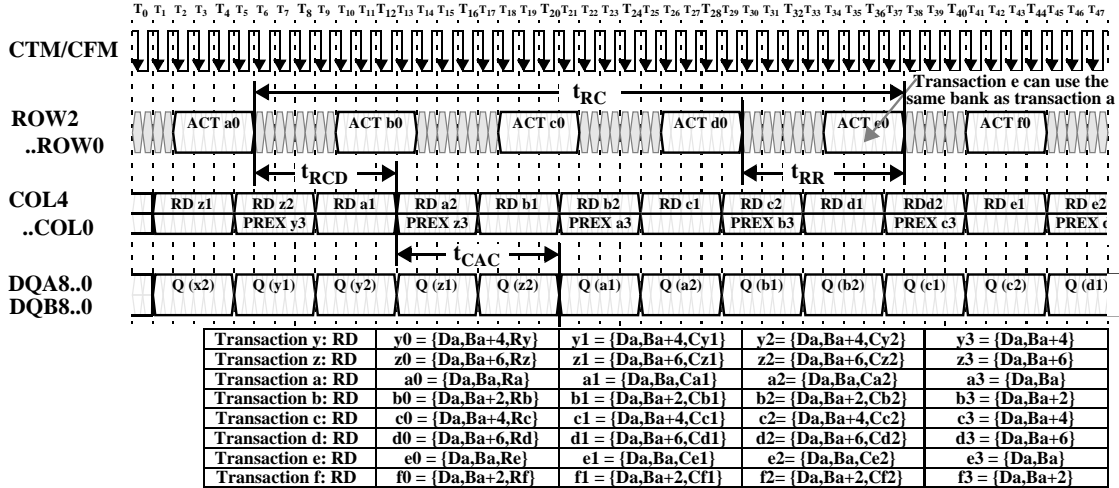 T0 T1 T2 T3 T4 T5 T6 T7 T8 T9 T10 T11 T12 T13 T14 T15 T16 T17 T18 T19 T20 T21 T22 T23 T24 T25 T26 T27 T28 T29 T30 T31 T32 T33 T34 T35 T36 T37 T38 T39 T40 T41 T42 T43 T44 T45 T46 T47
CTM/CFM
Transaction e can use the
same bank as transaction a
tRC
ROW2
..ROW0
ACT a0 ACT b0 ACT c0 ACT d0 ACT e0 ACT f0
tRCD tRR
COL4
..COL0
RD z1 RD z2 RD a1 RD a2 RD b1 RD b2 RD c1 RD c2 RD d1 RDd2 RD e1 RD e2
PREX y3 PREX z3 PREX a3 PREX b3 PREX c3 PREX d
tCAC
DQA8..0
DQB8..0
Q (x2) Q (y1) Q (y2) Q (z1) Q (z2) Q (a1) Q (a2) Q (b1) Q (b2) Q (c1) Q (c2) Q (d1)
Transaction y: RD y0 = {Da,Ba+4,Ry} y1 = {Da,Ba+4,Cy1} y2= {Da,Ba+4,Cy2} y3 = {Da,Ba+4}
Transaction z: RD z0 = {Da,Ba+6,Rz} z1 = {Da,Ba+6,Cz1} z2= {Da,Ba+6,Cz2} z3 = {Da,Ba+6}
Transaction a: RD a0 = {Da,Ba,Ra} a1 = {Da,Ba,Ca1} a2= {Da,Ba,Ca2} a3 = {Da,Ba}
Transaction b: RD b0 = {Da,Ba+2,Rb} b1 = {Da,Ba+2,Cb1} b2= {Da,Ba+2,Cb2} b3 = {Da,Ba+2}
Transaction c: RD c0 = {Da,Ba+4,Rc} c1 = {Da,Ba+4,Cc1} c2= {Da,Ba+4,Cc2} c3 = {Da,Ba+4}
Transaction d: RD d0 = {Da,Ba+6,Rd} d1 = {Da,Ba+6,Cd1} d2= {Da,Ba+6,Cd2} d3 = {Da,Ba+6}
Transaction e: RD e0 = {Da,Ba,Re} e1 = {Da,Ba,Ce1} e2= {Da,Ba,Ce2} e3 = {Da,Ba}
Transaction f: RD f0 = {Da,Ba+2,Rf} f1 = {Da,Ba+2,Cf1} f2= {Da,Ba+2,Cf2} f3 = {Da,Ba+2}